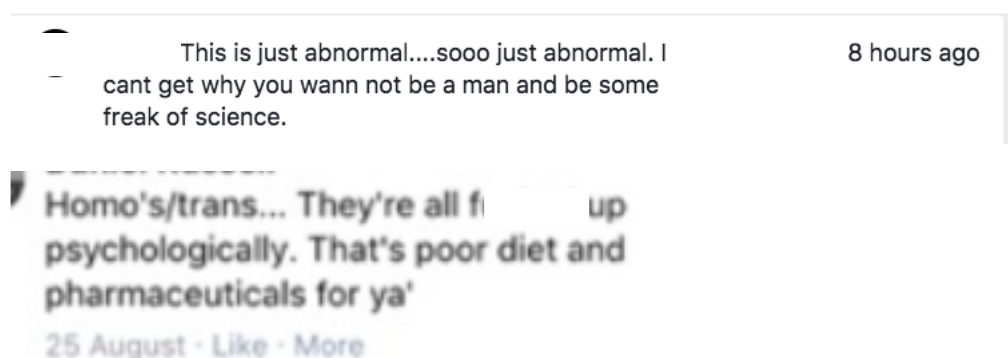 This is just abnormal....sooo just abnormal. I 8 hours ago
cant get why you wann not be a man and be some
freak of science.
Homo's/trans... They're all f up
psychologically. That's poor diet and
pharmaceuticals for ya'
25 August · Like · More